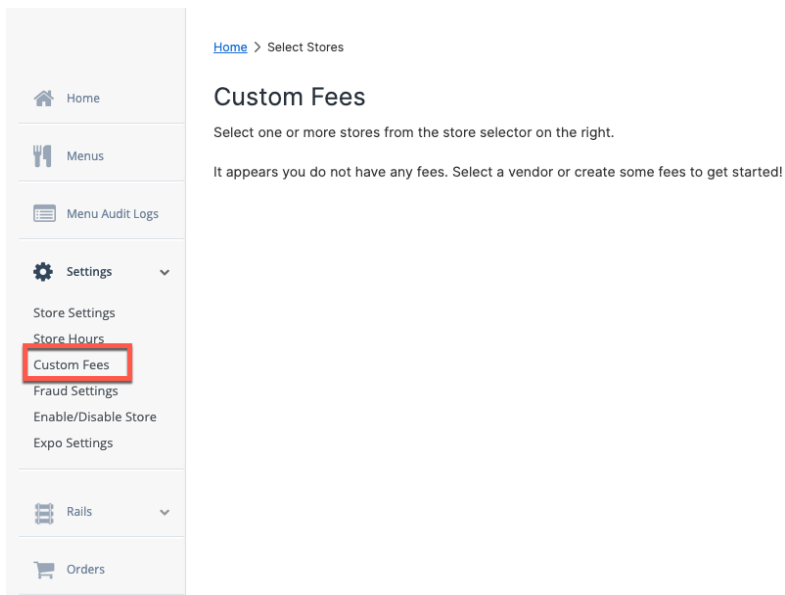 Home > Select Stores
Custom Fees
Select one or more stores from the store selector on the right.
It appears you do not have any fees. Select a vendor or create some fees to get started!
Home
Menus
Menu Audit Logs
Settings
Store Settings
Store Hours
Custom Fees
Fraud Settings
Enable/Disable Store
Expo Settings
Rails
Orders